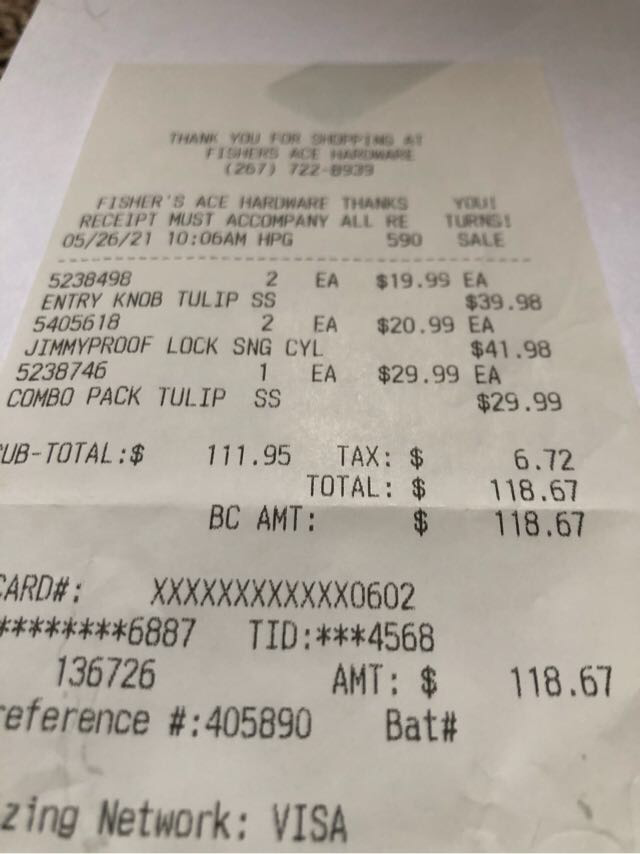 THANK YOU FOR SHOPPING AT
FISHERS ACE HARDWARE
(267) 722-8939
FISHER'S ACE HARDWARE THANKS YOU!
RECEIPT MUST ACCOMPANY ALL RE TURNS!
05/26/21 10:06AM HPG 590 SALE
5238498 2 EA $19.99 EA
ENTRY KNOB TULIP SS $39.98
5405618 2 EA $20.99 EA
JIMMYPROOF LOCK SNG CYL $41.98
5238746 1 EA $29.99 EA
COMBO PACK TULIP SS $29.99
UB-TOTAL:$ 111.95 TAX: $ 6.72
TOTAL: $ 118.67
BC AMT: $ 118.67
CARD#: XXXXXXXXXXXX0602
********6887 TID:***4568
136726 AMT: $ 118.67
eference #:405890 Bat#
zing Network: VISA